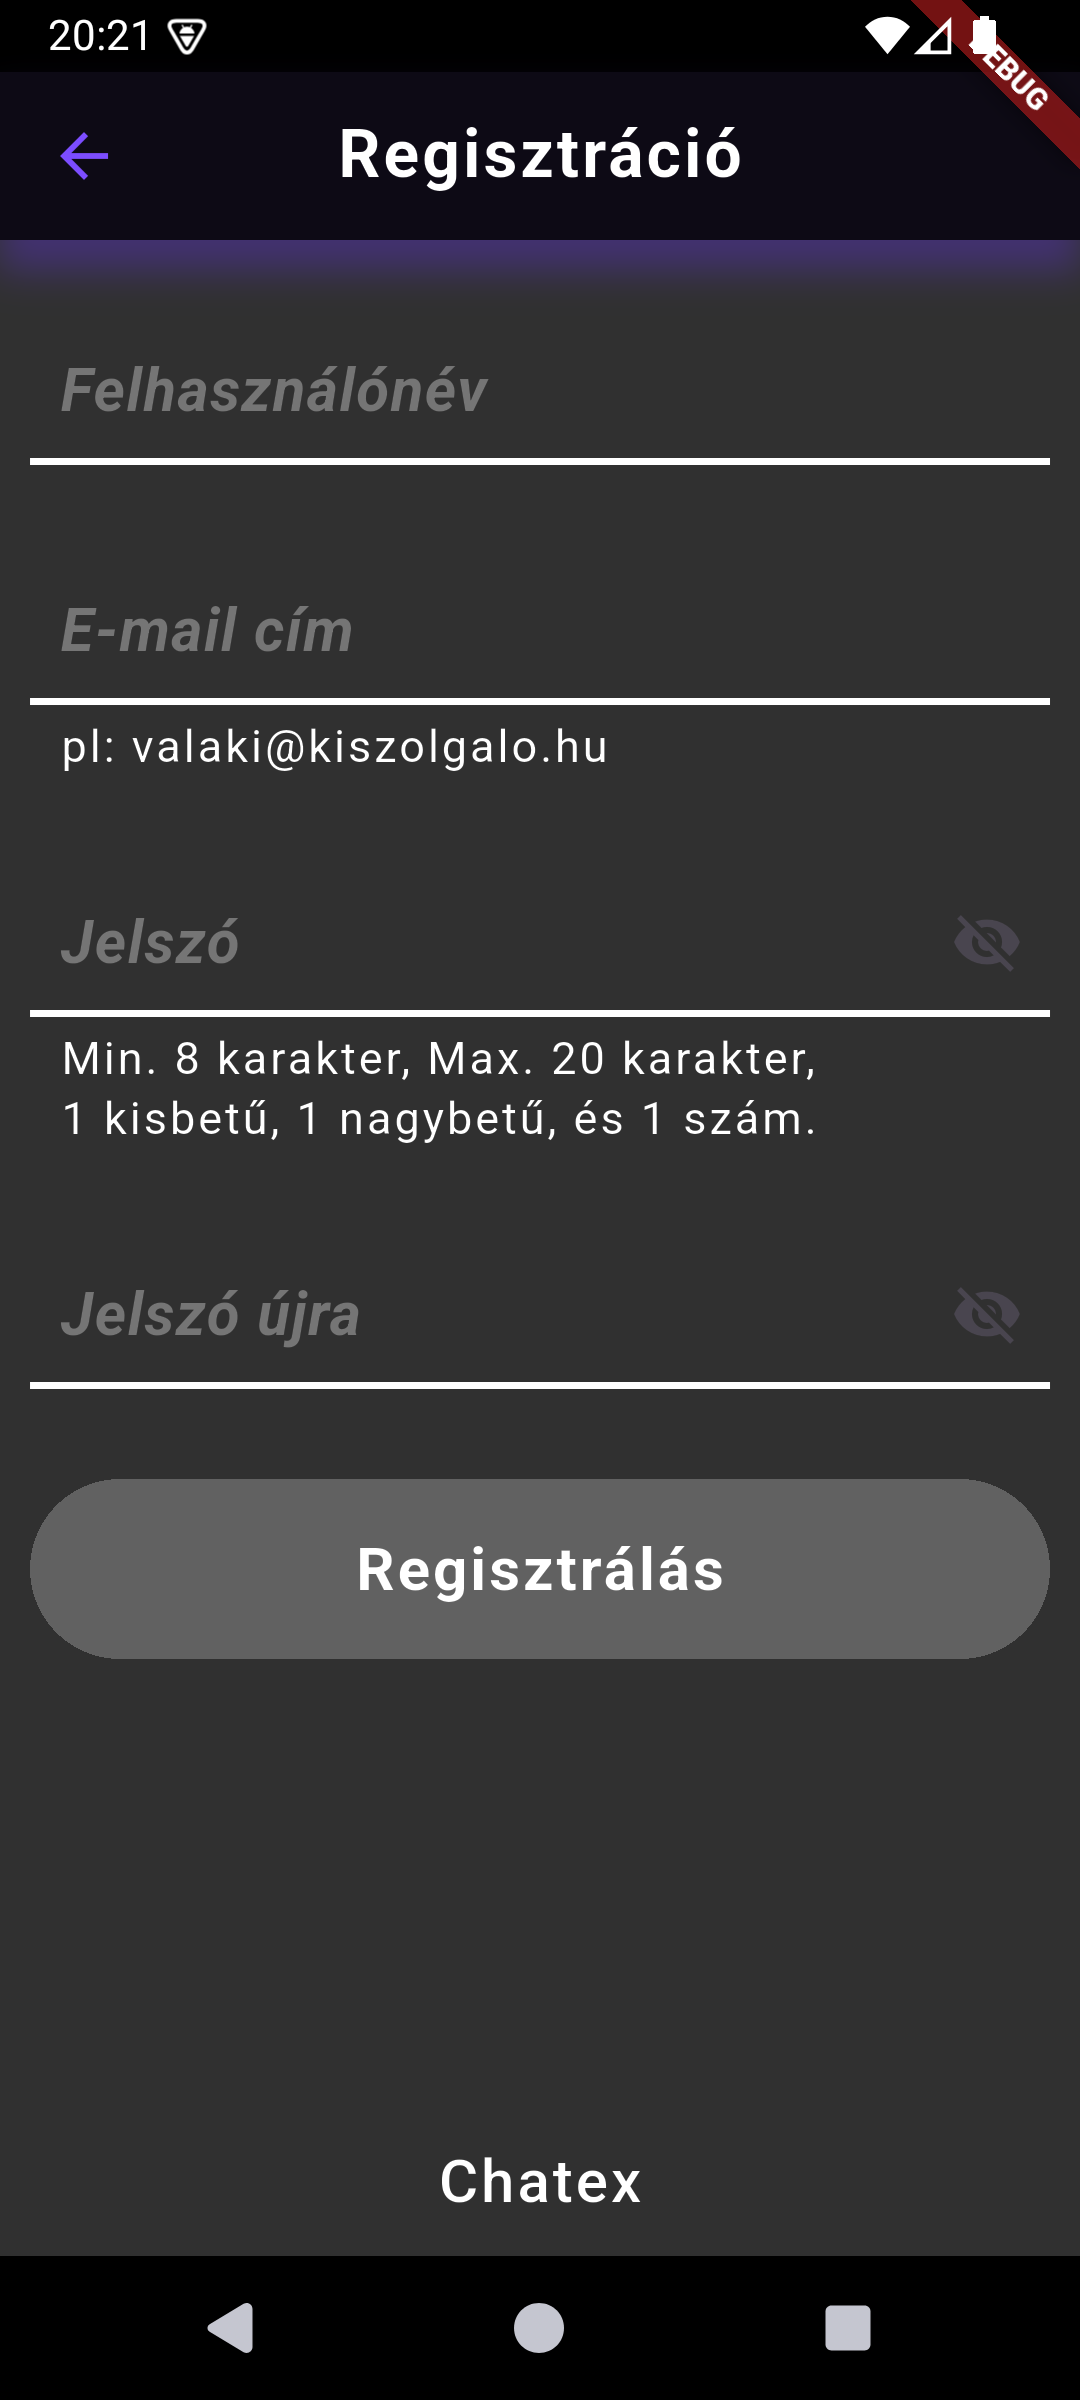 20:21
EBUG
Regisztráció
Felhasználónév
E-mail cím
pl: valaki@kiszolgalo.hu
Jelszó
Min. 8 karakter, Max. 20 karakter,
1 kisbetű, 1 nagybetű, és 1 szám.
Jelszó újra
Regisztrálás
Chatex